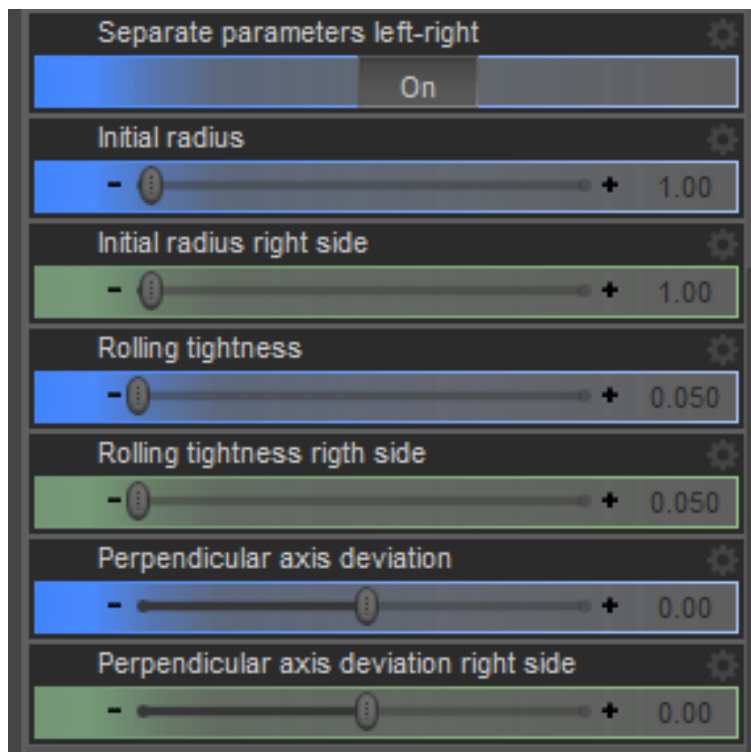 Separate parameters left-right
On
Initial radius
- + 1.00
Initial radius right side
- + 1.00
Rolling tightness
- + 0.050
Rolling tightness rigth side
- + 0.050
Perpendicular axis deviation
- + 0.00
Perpendicular axis deviation right side
- + 0.00